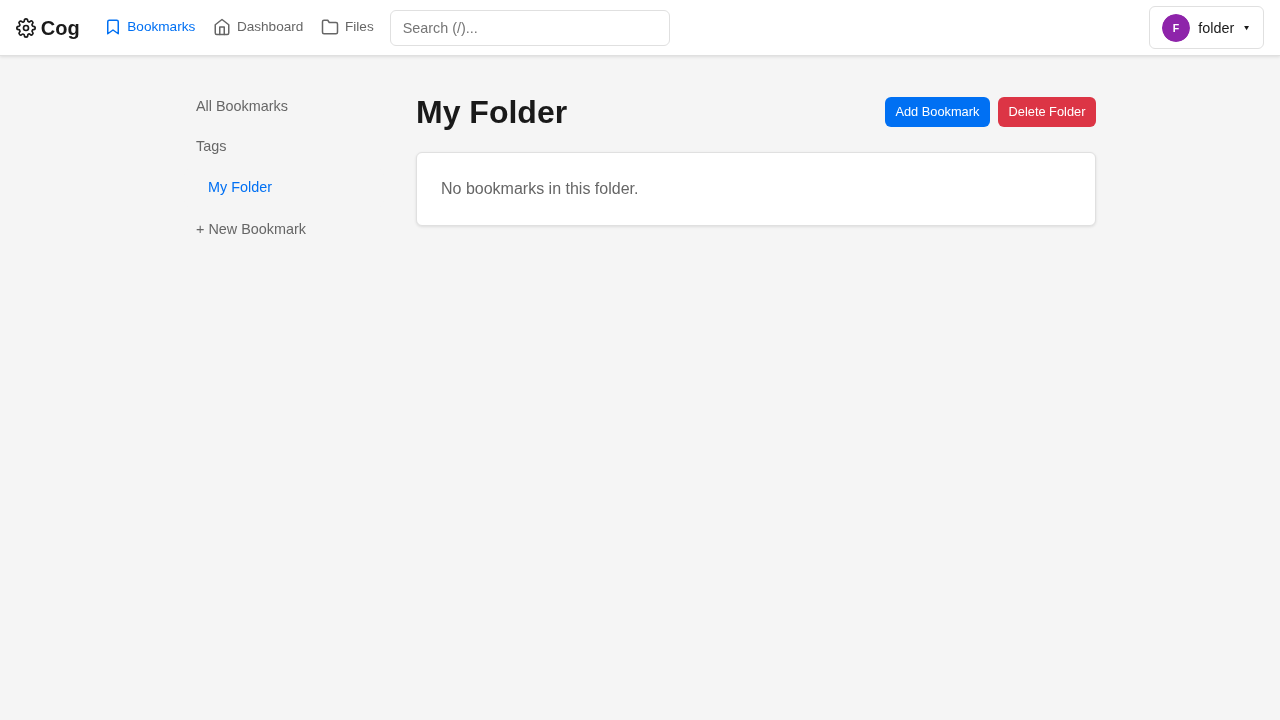 Cog
Bookmarks
Dashboard
Files
Search (/)...
F
folder
All Bookmarks
Tags
My Folder
+ New Bookmark
My Folder
Add Bookmark
Delete Folder
No bookmarks in this folder.